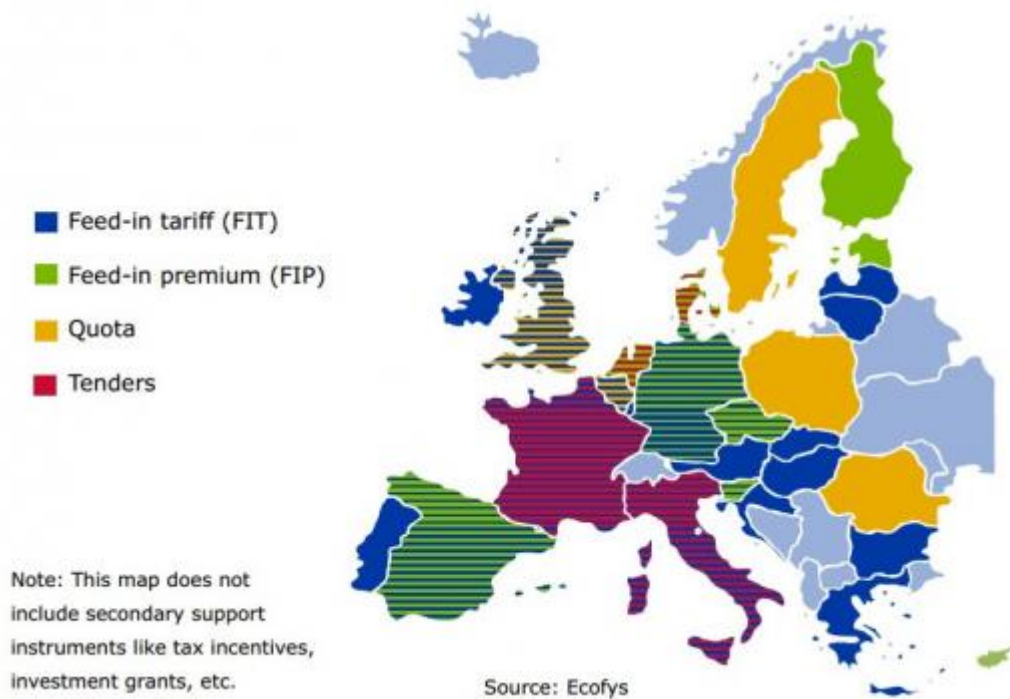 Feed-in tariff (FIT)
Feed-in premium (FIP)
Quota
Tenders
Note: This map does not
include secondary support
instruments like tax incentives,
investment grants, etc.
Source: Ecofys